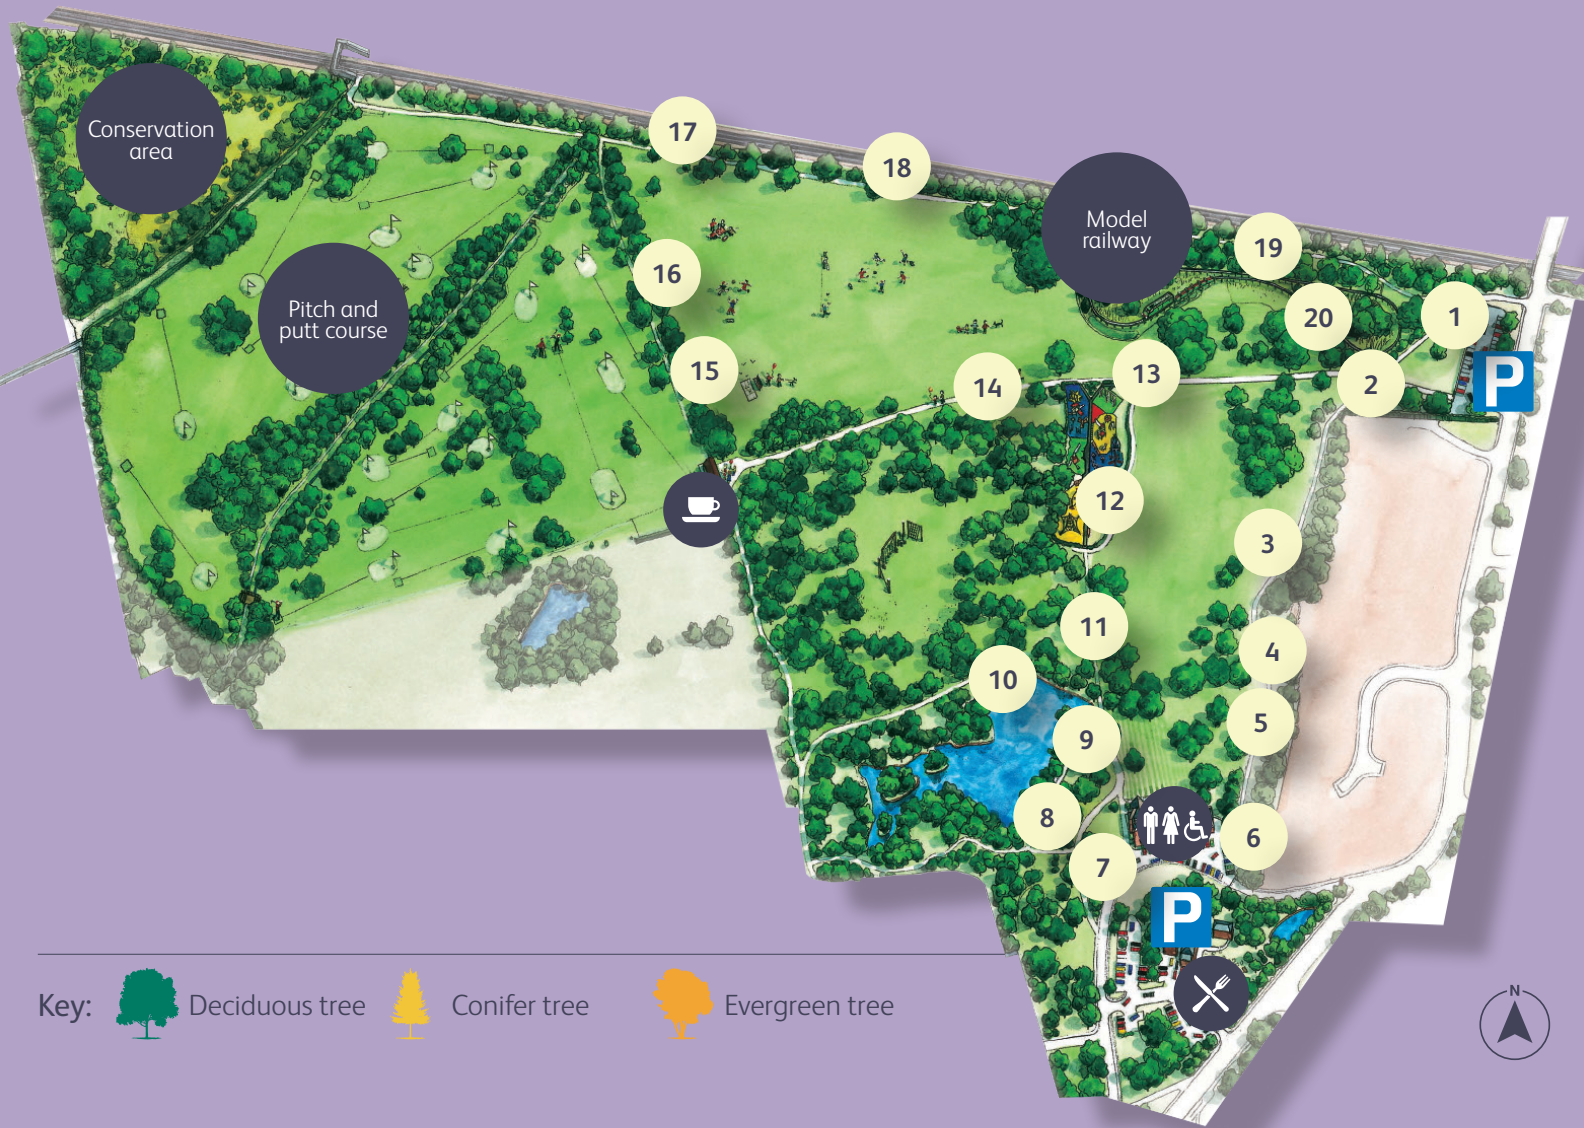 Conservation
area
17
18
Model
railway
19
Pitch and
putt course
16
20
1
15
14
13
2
P
12
3
11
4
10
5
9
8
6
7
P
Key:
Deciduous tree
Conifer tree
Evergreen tree
N